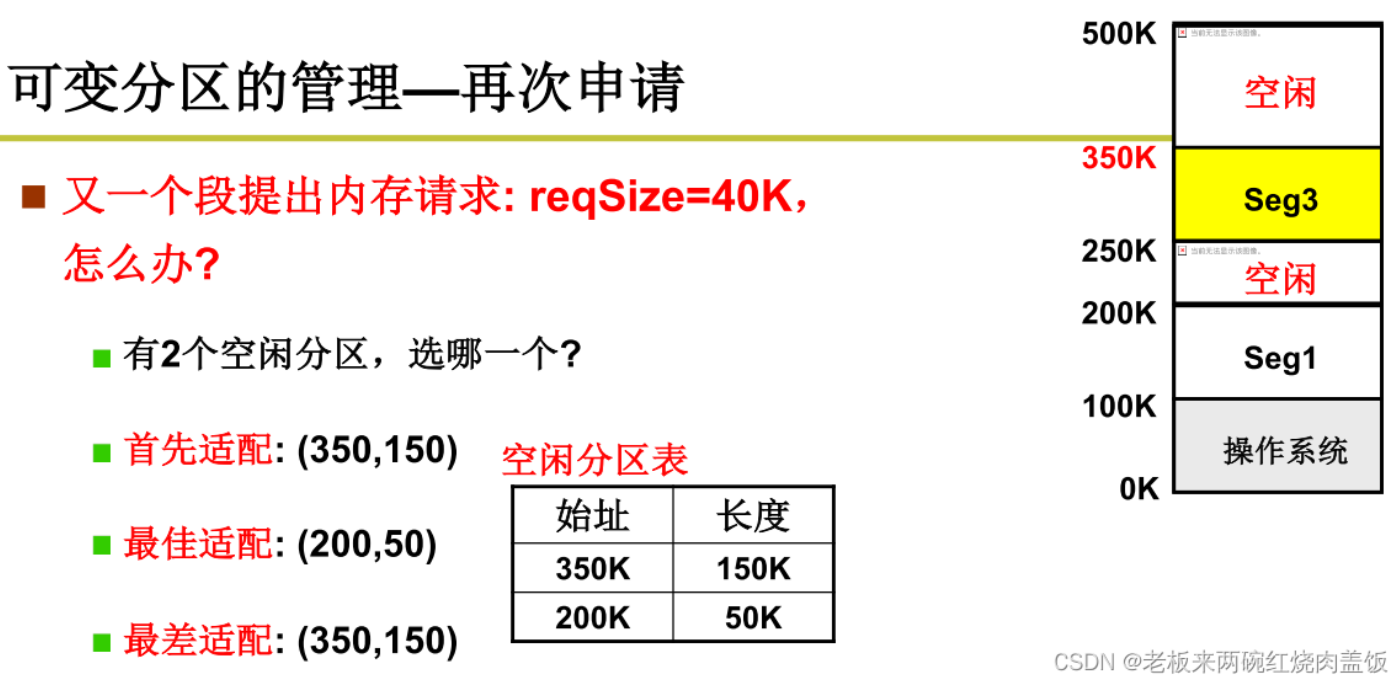 可变分区的管理—再次申请
又一个段提出内存请求: reqSize=40K，
怎么办?
有2个空闲分区，选哪一个?
首先适配: (350,150)
最佳适配: (200,50)
最差适配: (350,150)
空闲分区表
始址 长度
350K 150K
200K 50K
500K
当前无法显示该图像。
空闲
350K
Seg3
250K
当前无法显示该图像。
空闲
200K
Seg1
100K
操作系统
0K
CSDN @老板来两碗红烧肉盖饭